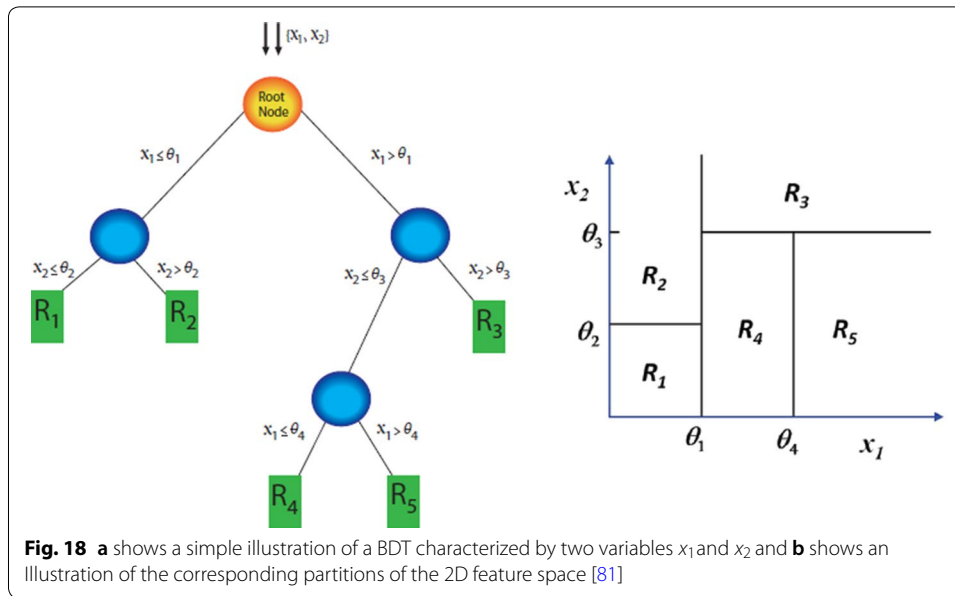 {x₁, x₂}
Root
Node
x₁ ≤ θ₁
x₁ > θ₁
x₂ ≤ θ₂
x₂ > θ₂
x₂ ≤ θ₃
x₂ > θ₃
R₁
R₂
R₃
x₁ ≤ θ₄
x₁ > θ₄
R₄
R₅
x₂
R₃
θ₃
R₂
θ₂
R₄
R₅
R₁
θ₁
θ₄
x₁
Fig. 18 a shows a simple illustration of a BDT characterized by two variables x₁ and x₂ and b shows an
Illustration of the corresponding partitions of the 2D feature space [81]